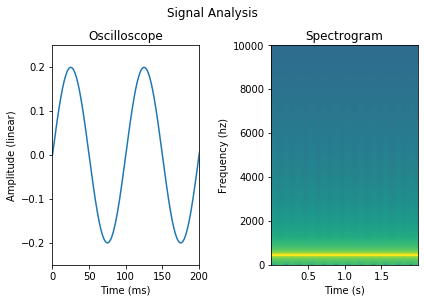 Signal Analysis
Oscilloscope
Amplitude (linear)
0.2
0.1
0.0
−0.1
−0.2
0 50 100 150 200
Time (ms)
Spectrogram
Frequency (hz)
10000
8000
6000
4000
2000
0
0.5 1.0 1.5
Time (s)